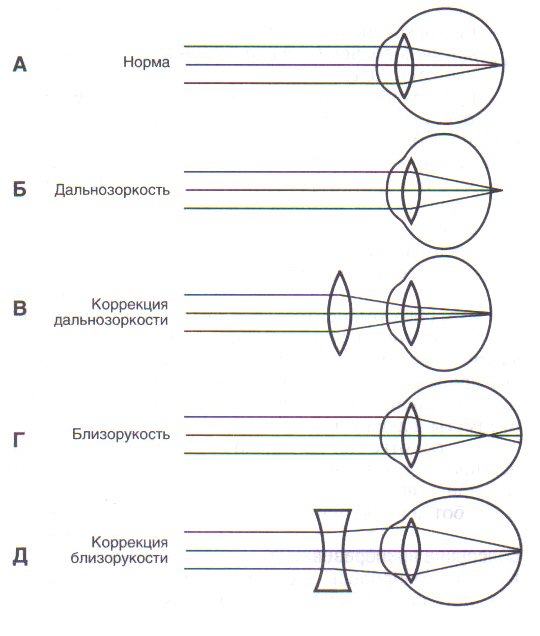 А Норма
Б Дальнозоркость
В Коррекция
дальнозоркости
Г Близорукость
Д Коррекция
близорукости